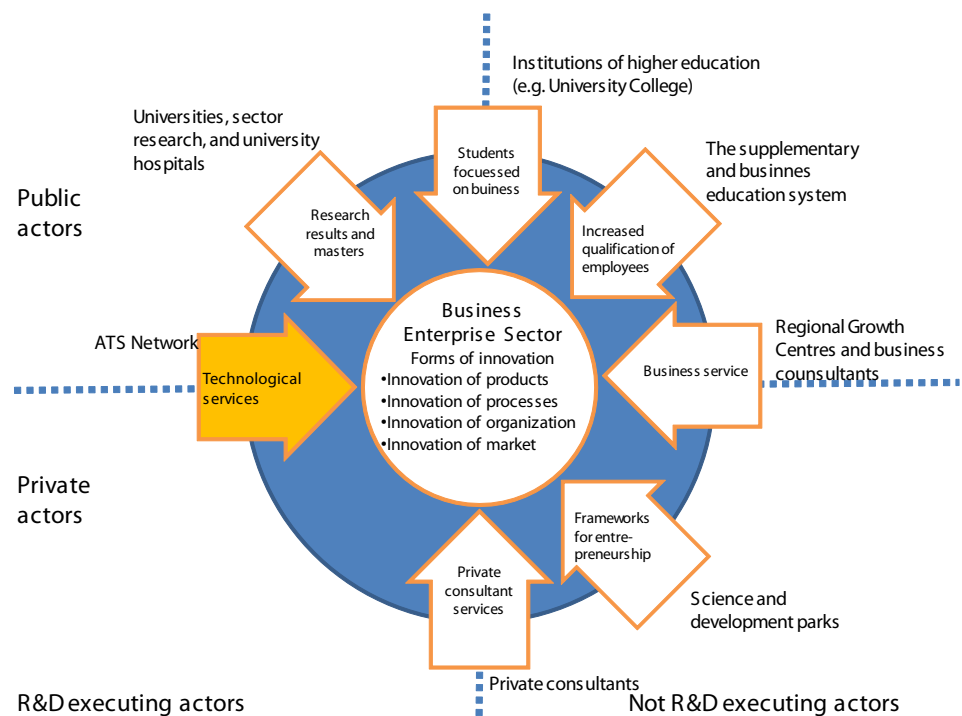 Institutions of higher education
(e.g. University College)
Universities, sector
research, and university
hospitals
The supplementary
and businnes
education system
Public
actors
Students
focuessed
on buiness
Research
results and
masters
Increased
qualification of
employees
Business
Enterprise Sector
Forms of innovation
•Innovation of products
•Innovation of processes
•Innovation of organization
•Innovation of market
ATS Network
Technological
services
Business service
Regional Growth
Centres and business
counsultants
Private
actors
Frameworks
for entre-
preneurship
Private
consultant
services
Science and
development parks
Private consultants
R&D executing actors
Not R&D executing actors